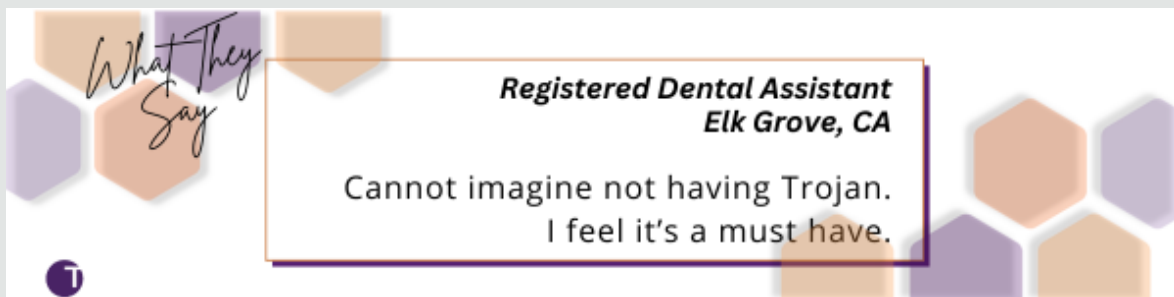 What They
Say
Registered Dental Assistant
Elk Grove, CA
Cannot imagine not having Trojan.
I feel it's a must have.
T